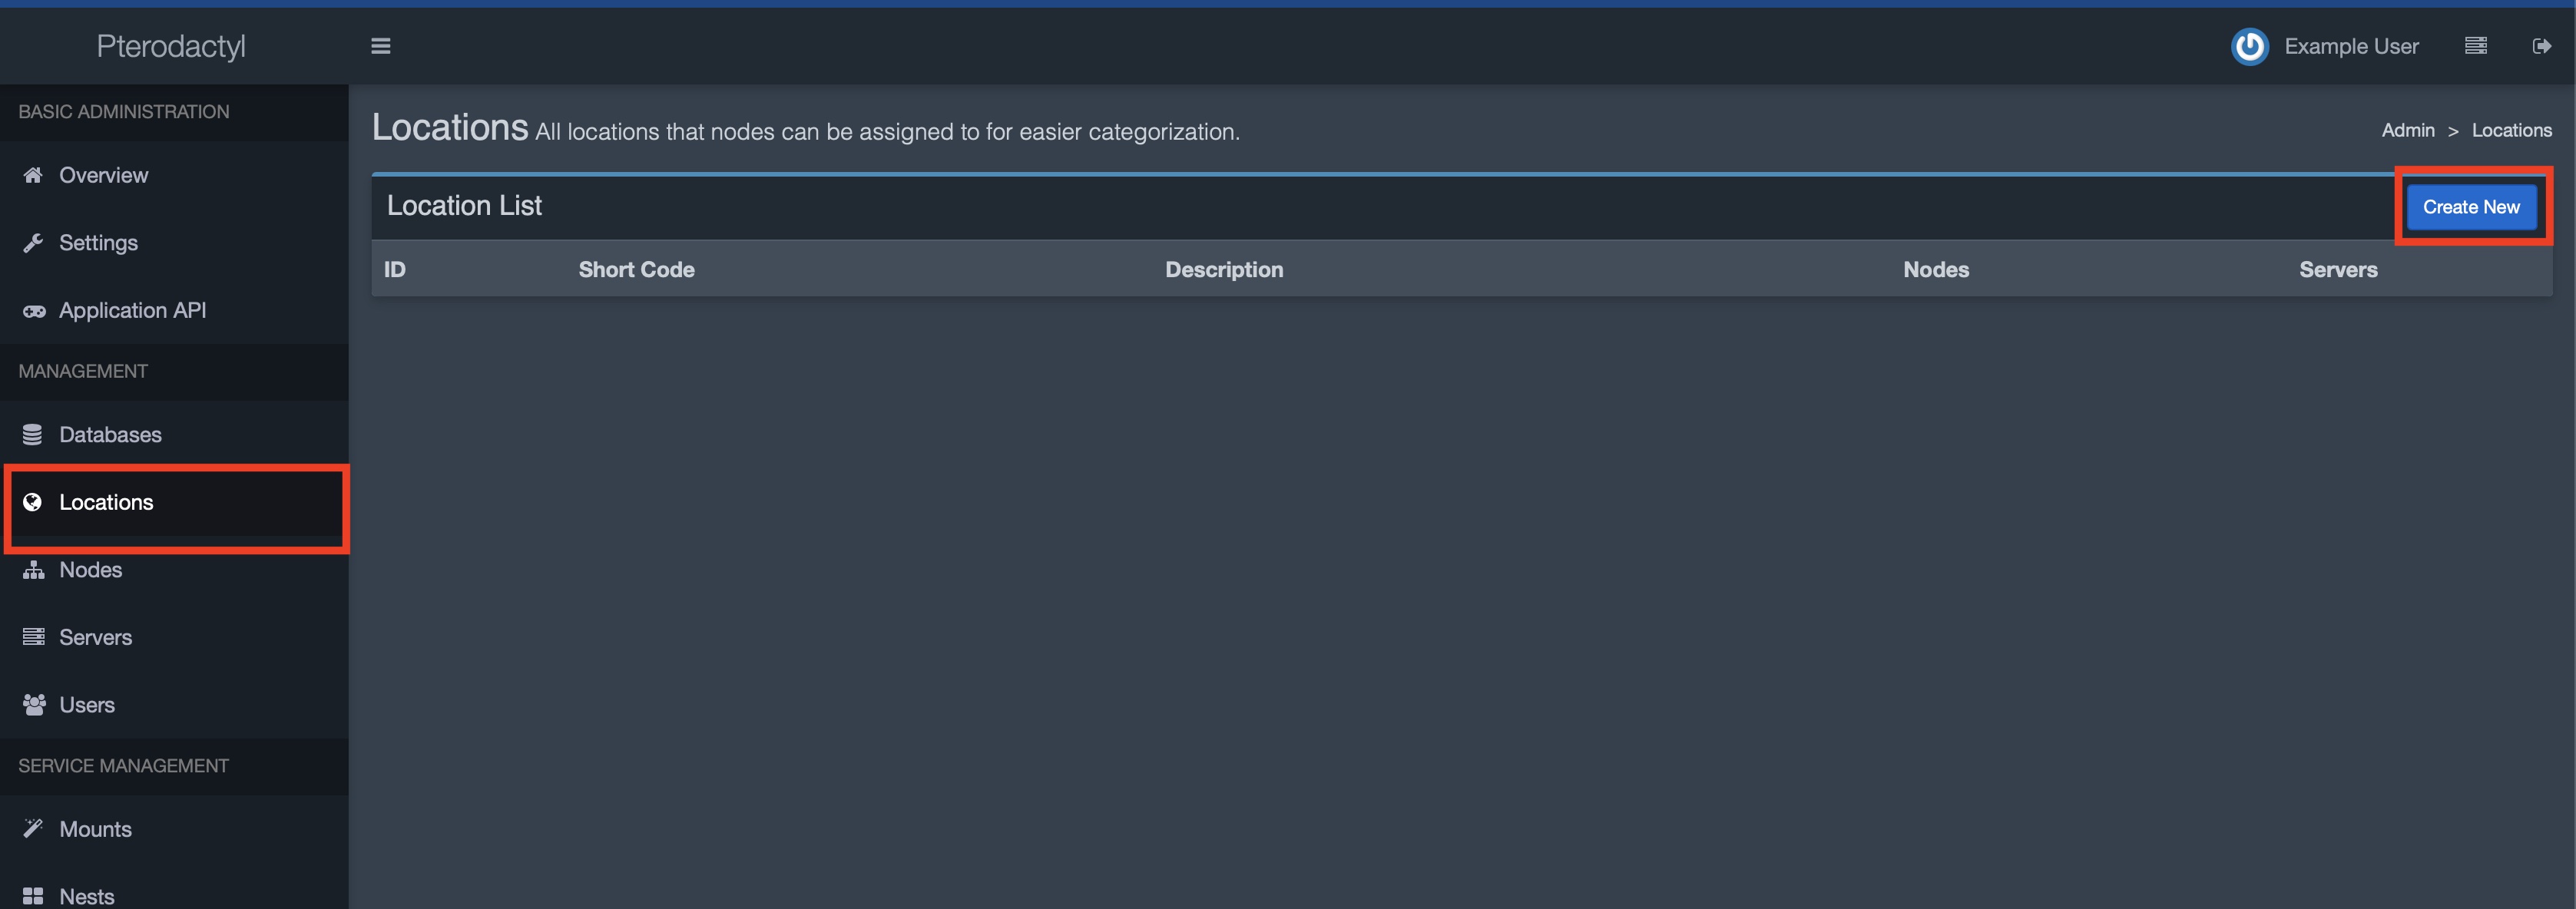 Pterodactyl
Example User
BASIC ADMINISTRATION
Overview
Settings
Application API
MANAGEMENT
Databases
Locations
Nodes
Servers
Users
SERVICE MANAGEMENT
Mounts
Nests
Locations All locations that nodes can be assigned to for easier categorization.
Admin > Locations
Location List
Create New
ID Short Code Description Nodes Servers